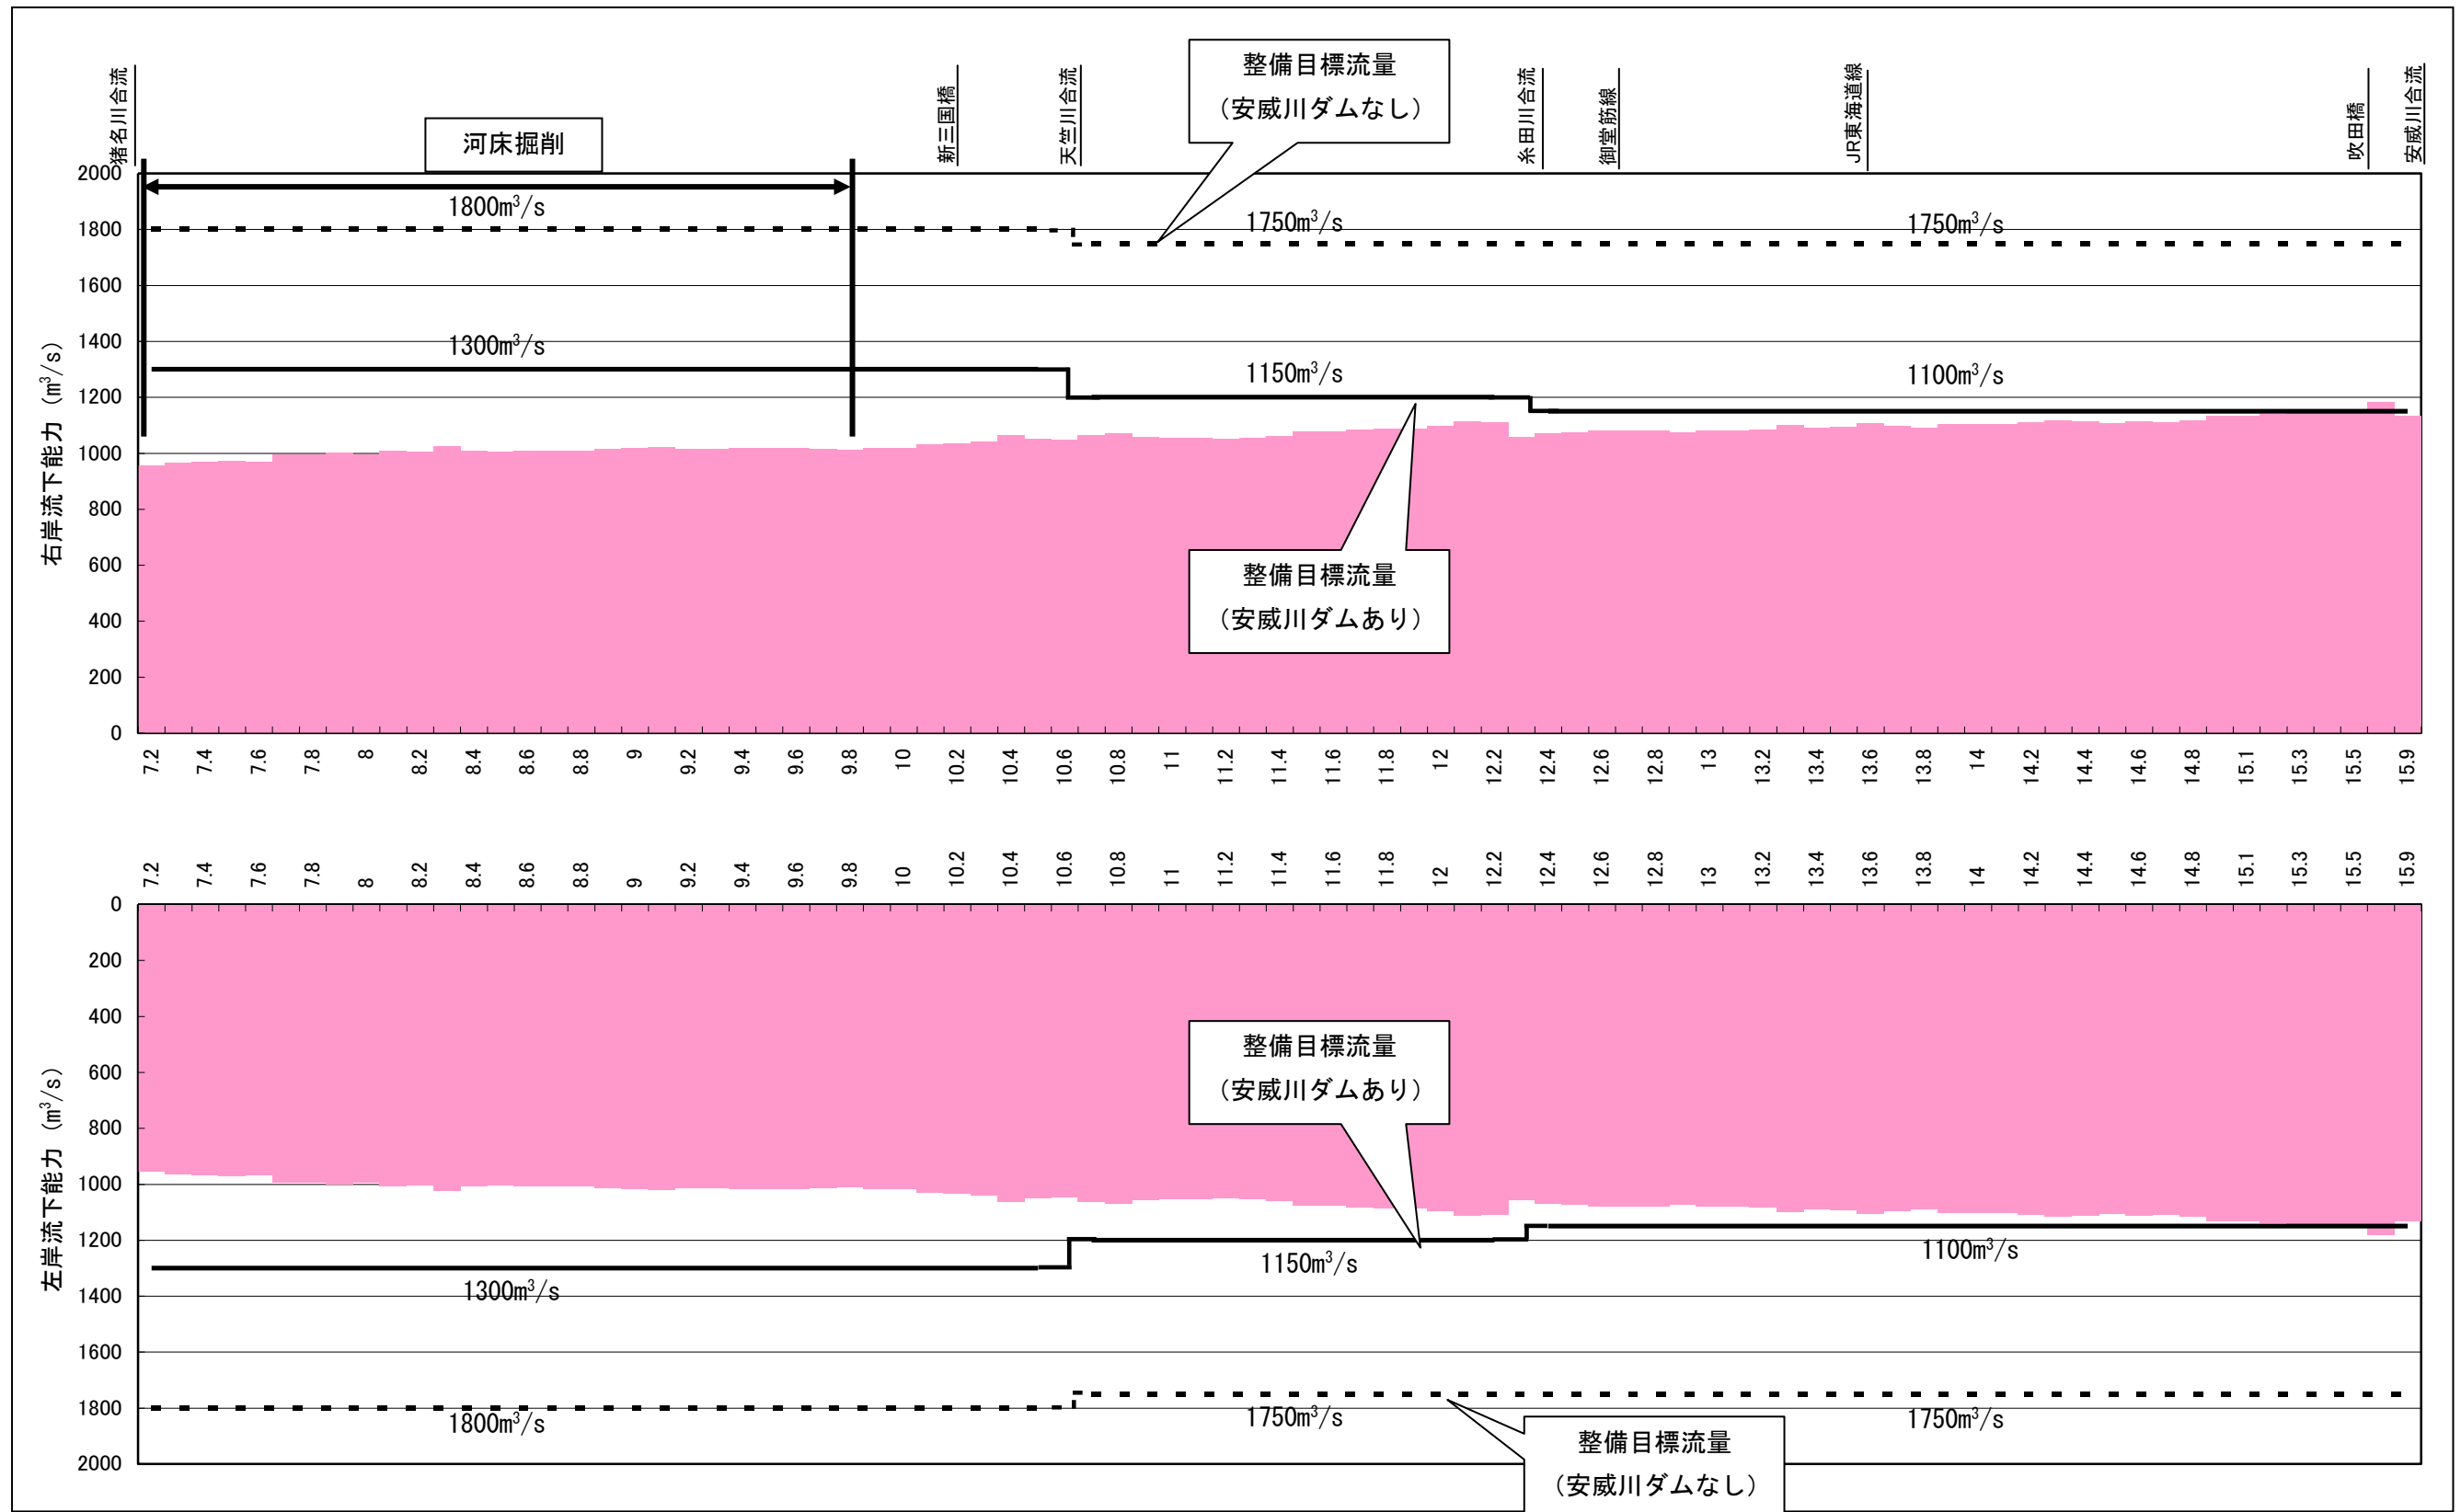 猪名川合流
新三国橋
天竺川合流
糸田川合流
御堂筋線
JR東海道線
吹田橋
安威川合流
河床掘削
整備目標流量
（安威川ダムなし）
右岸流下能力 (m³/s)
2000
1800
1600
1400
1200
1000
800
600
400
200
0
1800m³/s
1750m³/s
1750m³/s
1300m³/s
1150m³/s
1100m³/s
整備目標流量
（安威川ダムあり）
7.2 7.4 7.6 7.8 8 8.2 8.4 8.6 8.8 9 9.2 9.4 9.6 9.8 10 10.2 10.4 10.6 10.8 11 11.2 11.4 11.6 11.8 12 12.2 12.4 12.6 12.8 13 13.2 13.4 13.6 13.8 14 14.2 14.4 14.6 14.8 15.1 15.3 15.5 15.9
7.2 7.4 7.6 7.8 8 8.2 8.4 8.6 8.8 9 9.2 9.4 9.6 9.8 10 10.2 10.4 10.6 10.8 11 11.2 11.4 11.6 11.8 12 12.2 12.4 12.6 12.8 13 13.2 13.4 13.6 13.8 14 14.2 14.4 14.6 14.8 15.1 15.3 15.5 15.9
左岸流下能力 (m³/s)
0
200
400
600
800
1000
1200
1400
1600
1800
2000
整備目標流量
（安威川ダムあり）
1300m³/s
1150m³/s
1100m³/s
1800m³/s
1750m³/s
1750m³/s
整備目標流量
（安威川ダムなし）